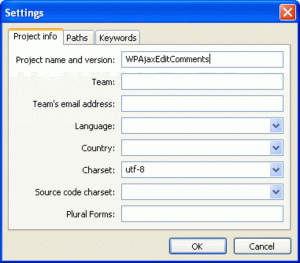 Settings
Project info Paths Keywords
Project name and version: WPAjaxEditComments
Team:
Team's email address:
Language:
Country:
Charset: utf-8
Source code charset:
Plural Forms:
OK Cancel